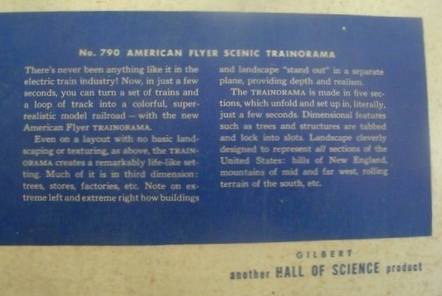 No. 790 AMERICAN FLYER SCENIC TRAINORAMA
There's never been anything like it in the
electric train industry! Now, in just a few
seconds, you can turn a set of trains and
a loop of track into a colorful, super-
realistic model railroad — with the new
American Flyer TRAINORAMA.
Even on a layout with no basic land-
scaping or texturing, as above, the TRAIN-
ORAMA creates a remarkably life-like set-
ting. Much of it is in third dimension:
trees, stores, factories, etc. Note on ex-
treme left and extreme right how buildings
and landscape "stand out" in a separate
plane, providing depth and realism.
The TRAINORAMA is made in five sec-
tions, which unfold and set up in, literally,
just a few seconds. Dimensional features
such as trees and structures are tabbed
and lock into slots. Landscape cleverly
designed to represent all sections of the
United States: hills of New England,
mountains of mid and far west, rolling
terrain of the south, etc.
GILBERT
another HALL OF SCIENCE product